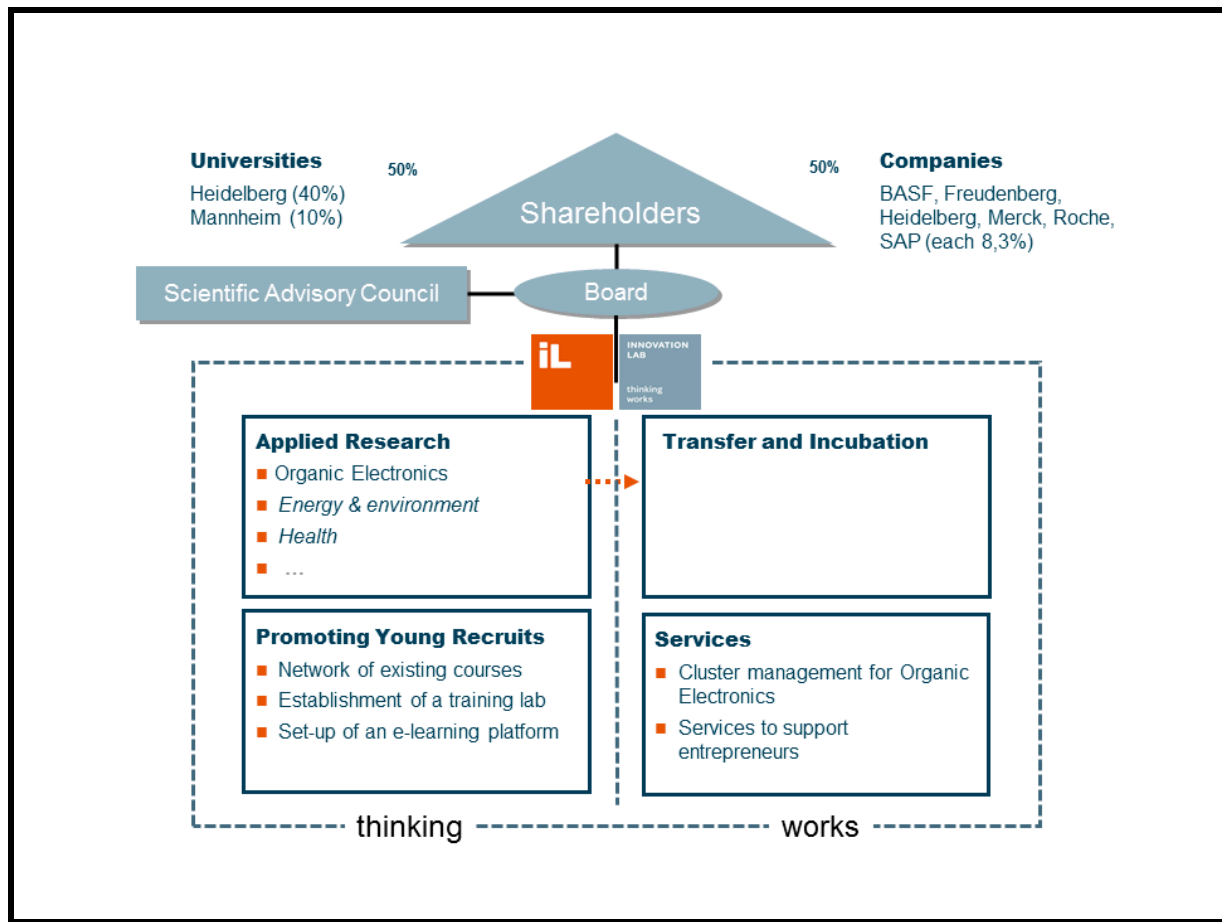 Universities
50%
Heidelberg (40%)
Mannheim (10%)
Shareholders
50%
Companies
BASF, Freudenberg,
Heidelberg, Merck, Roche,
SAP (each 8,3%)
Scientific Advisory Council
Board
iL
INNOVATION
LAB
thinking
works
Applied Research
Organic Electronics
Energy & environment
Health
...
Transfer and Incubation
Promoting Young Recruits
Network of existing courses
Establishment of a training lab
Set-up of an e-learning platform
Services
Cluster management for Organic
Electronics
Services to support
entrepreneurs
thinking
works